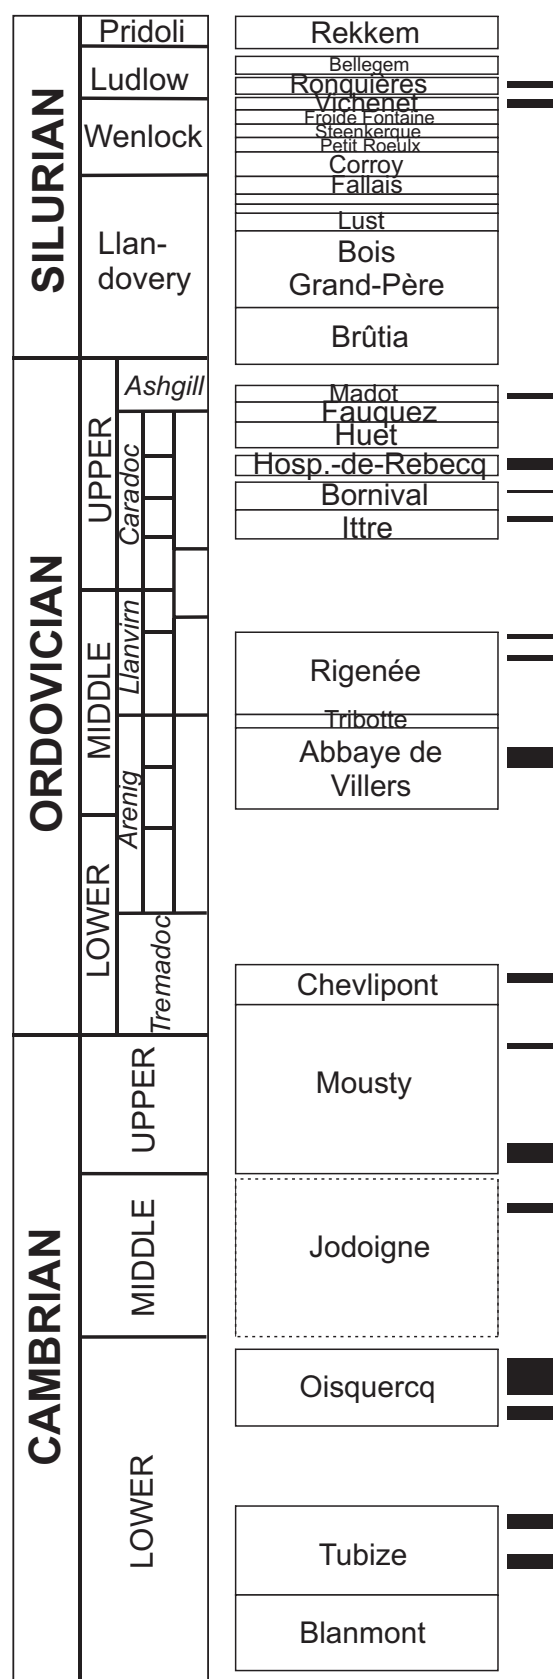 SILURIAN
Pridoli
Ludlow
Wenlock
Llan-
dovery
ORDOVICIAN
UPPER
Ashgill
Caradoc
MIDDLE
Llanvirn
Arenig
LOWER
Tremadoc
CAMBRIAN
UPPER
MIDDLE
LOWER
Rekkem
Bellegem
Ronquières
Vichenet
Froide Fontaine
Steenkerque
Petit Roeulx
Corroy
Fallais
Lust
Bois
Grand-Père
Brûtia
Madot
Fauquez
Huet
Hosp.-de-Rebecq
Bornival
Ittre
Rigenée
Tribotte
Abbaye de
Villers
Chevlipont
Mousty
Jodoigne
Oisquercq
Tubize
Blanmont